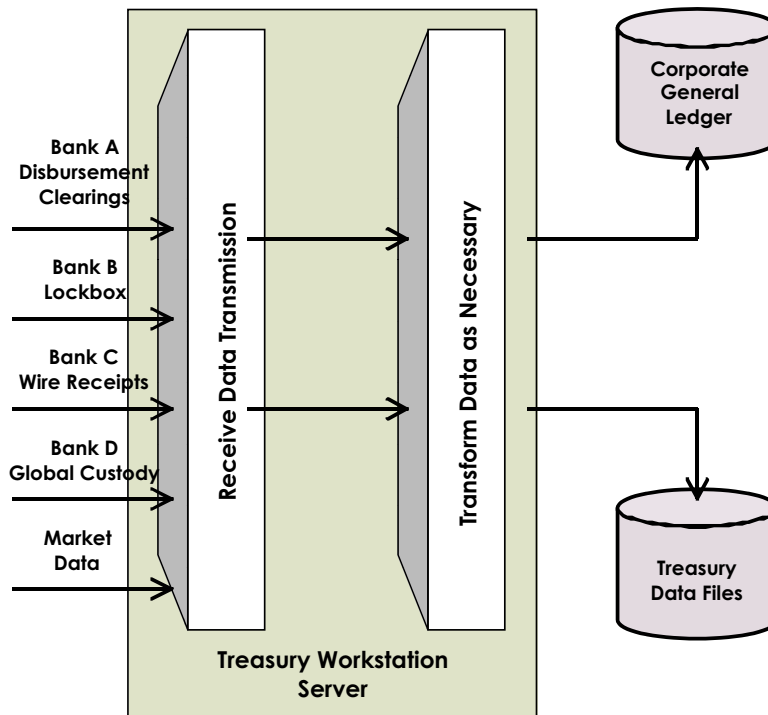 Bank A
Disbursement
Clearings
Bank B
Lockbox
Bank C
Wire Receipts
Bank D
Global Custody
Market
Data
Receive Data Transmission
Transform Data as Necessary
Treasury Workstation
Server
Corporate
General
Ledger
Treasury
Data Files